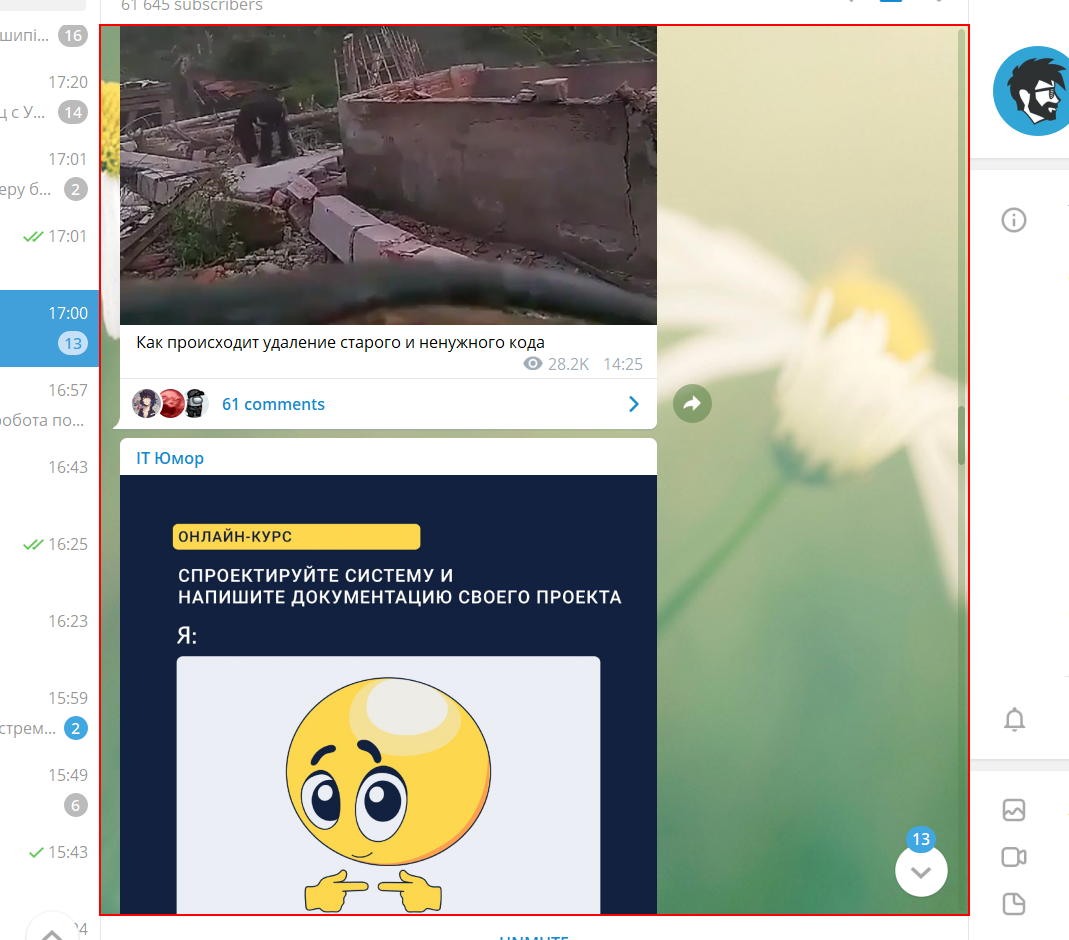 61 645 subscribers
шипі... 16
17:20
ц с У... 14
17:01
еру б... 2
17:01
17:00
13
16:57
робота по...
16:43
16:25
16:23
15:59
стрем... 2
15:49
6
15:43
Как происходит удаление старого и ненужного кода
28.2K 14:25
61 comments
IT Юмор
ОНЛАЙН-КУРС
СПРОЕКТИРУЙТЕ СИСТЕМУ И
НАПИШИТЕ ДОКУМЕНТАЦИЮ СВОЕГО ПРОЕКТА
Я:
13
UNMUTE